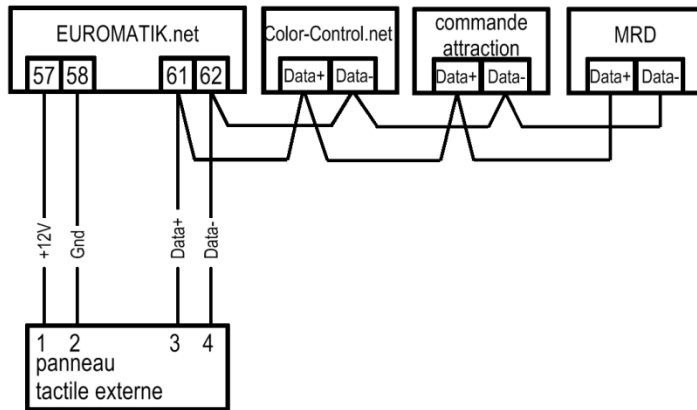 EUROMATIK.net
57 58 61 62
Color-Control.net
Data+ Data-
commande
attraction
Data+ Data-
MRD
Data+ Data-
+12V
Gnd
Data+
Data-
1 2 3 4
panneau
tactile externe